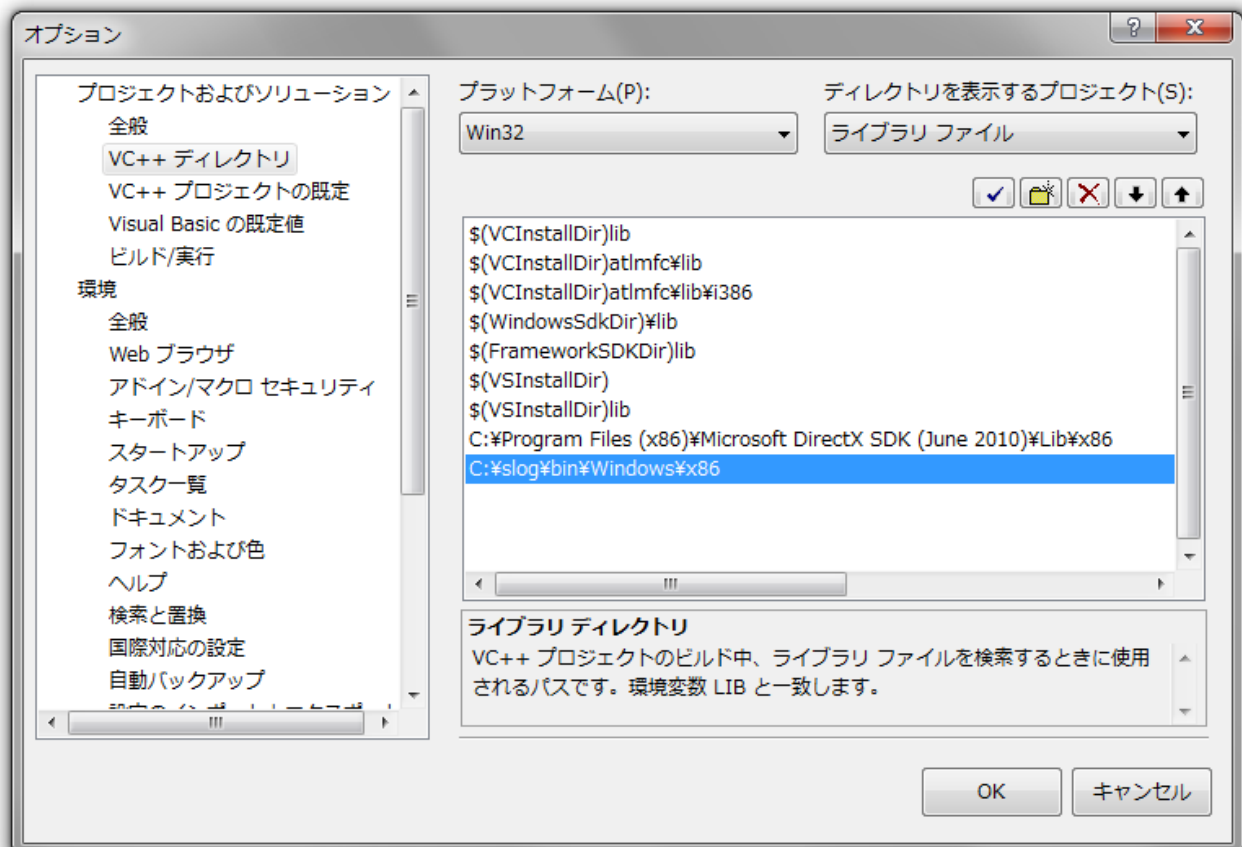 オプション
プロジェクトおよびソリューション
全般
VC++ ディレクトリ
VC++ プロジェクトの既定
Visual Basic の既定値
ビルド/実行
環境
全般
Web ブラウザ
アドイン/マクロ セキュリティ
キーボード
スタートアップ
タスク一覧
ドキュメント
フォントおよび色
ヘルプ
検索と置換
国際対応の設定
自動バックアップ
プラットフォーム(P):
Win32
ディレクトリを表示するプロジェクト(S):
ライブラリ ファイル
$(VCInstallDir)lib
$(VCInstallDir)atlmfc¥lib
$(VCInstallDir)atlmfc¥lib¥i386
$(WindowsSdkDir)¥lib
$(FrameworkSDKDir)lib
$(VSInstallDir)
$(VSInstallDir)lib
C:¥Program Files (x86)¥Microsoft DirectX SDK (June 2010)¥Lib¥x86
C:¥slog¥bin¥Windows¥x86
ライブラリ ディレクトリ
VC++ プロジェクトのビルド中、ライブラリ ファイルを検索するときに使用
されるパスです。環境変数 LIB と一致します。
OK
キャンセル